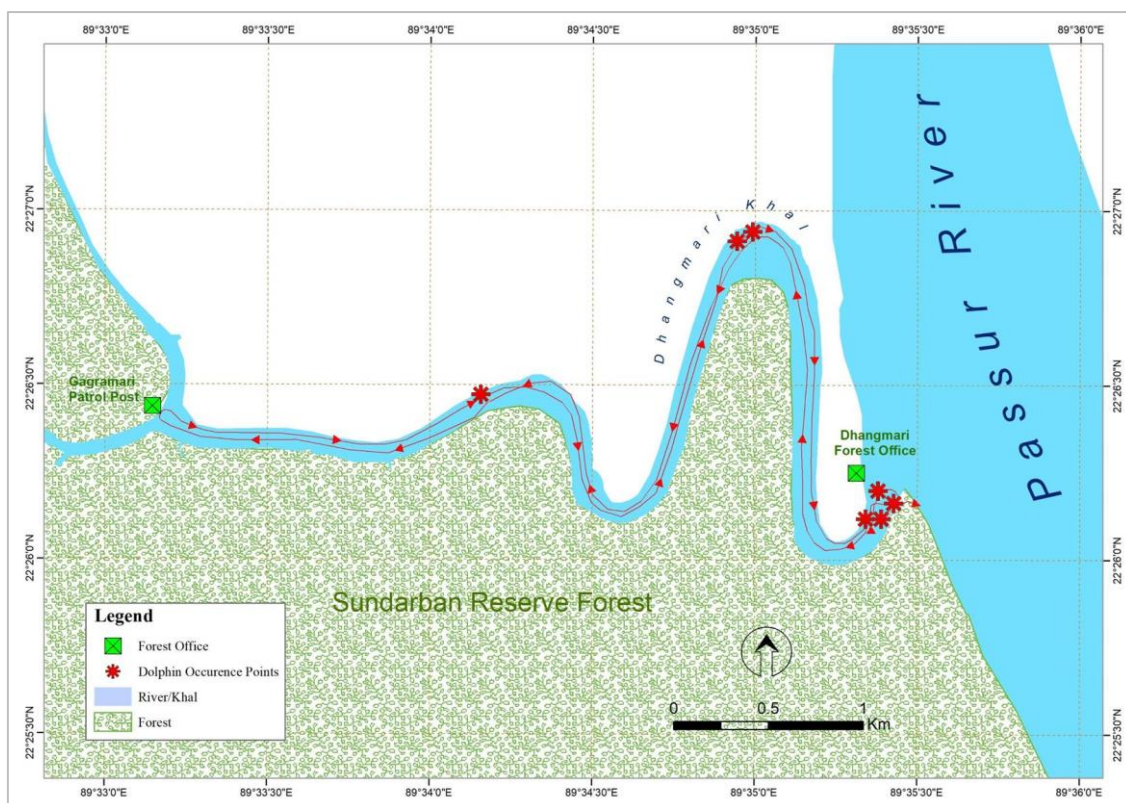 89°33'0"E 89°33'30"E 89°34'0"E 89°34'30"E 89°35'0"E 89°35'30"E 89°36'0"E
22°27'0"N
22°26'30"N
22°26'0"N
22°25'30"N
22°27'0"N
22°26'30"N
22°26'0"N
22°25'30"N
Passur River
Dhangmari Khal
Gagramari
Patrol Post
Dhangmari
Forest Office
Sundarban Reserve Forest
Legend
Forest Office
Dolphin Occurence Points
River/Khal
Forest
0 0.5 1
Km
89°33'0"E 89°33'30"E 89°34'0"E 89°34'30"E 89°35'0"E 89°35'30"E 89°36'0"E